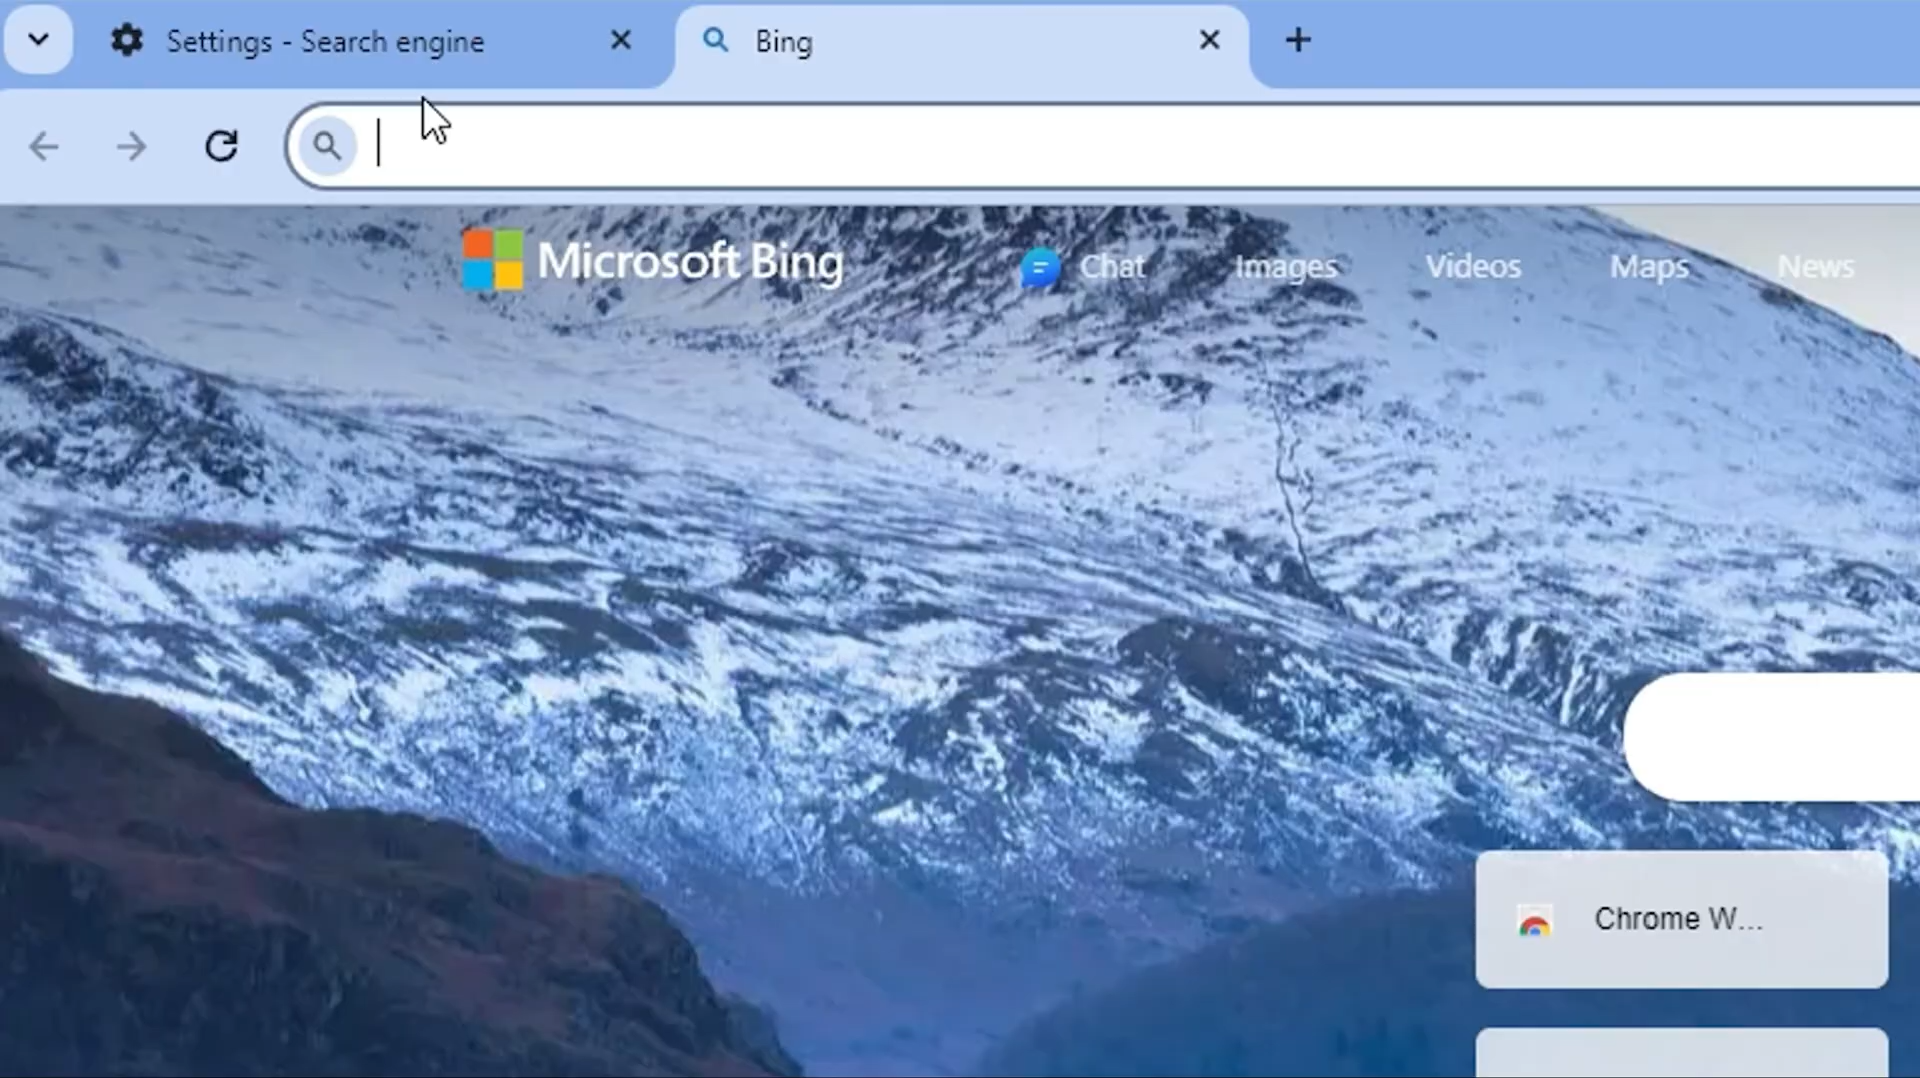 Settings - Search engine
Bing
Microsoft Bing
Chat
Images
Videos
Maps
News
Chrome W...